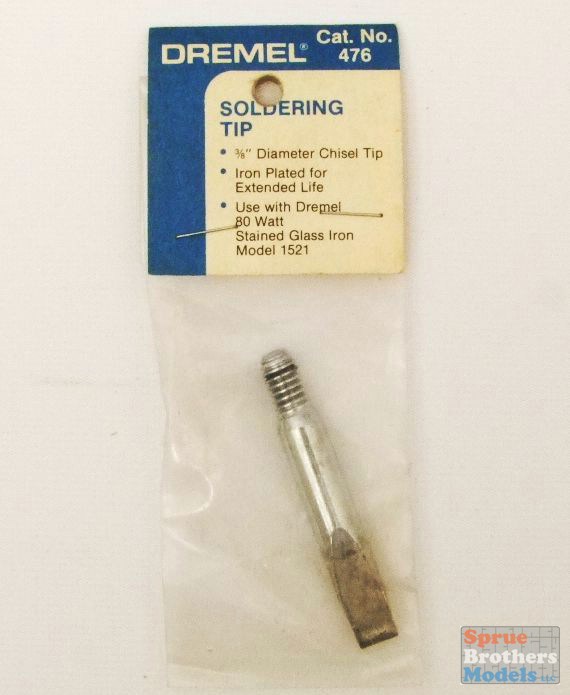 DREMEL®
Cat. No.
476
SOLDERING
TIP
• ⅜" Diameter Chisel Tip
• Iron Plated for
Extended Life
• Use with Dremel
80 Watt
Stained Glass Iron
Model 1521
Sprue
Brothers
Models LLC